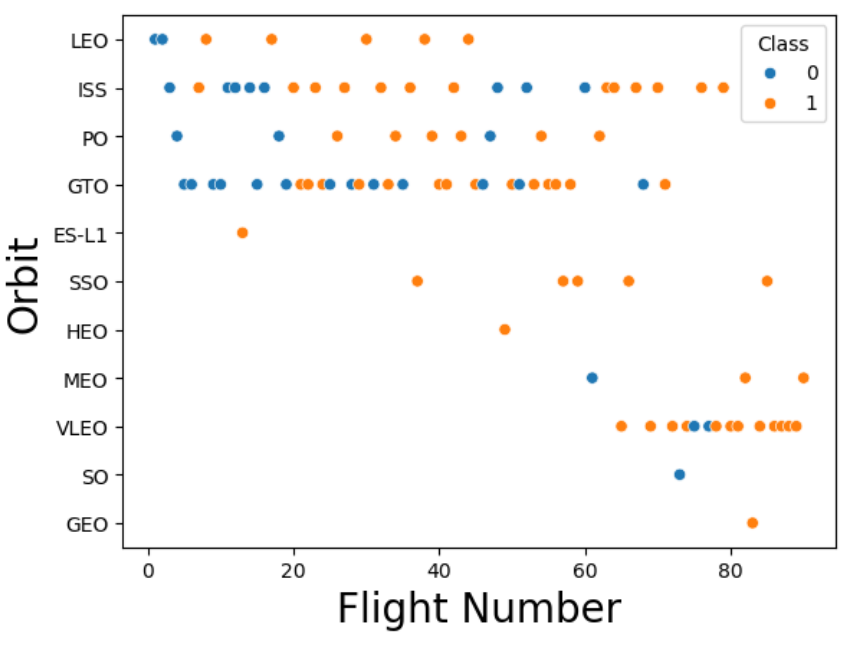 LEO
ISS
PO
GTO
ES-L1
SSO
HEO
MEO
VLEO
SO
GEO
Orbit
Class
0
1
0 20 40 60 80
Flight Number